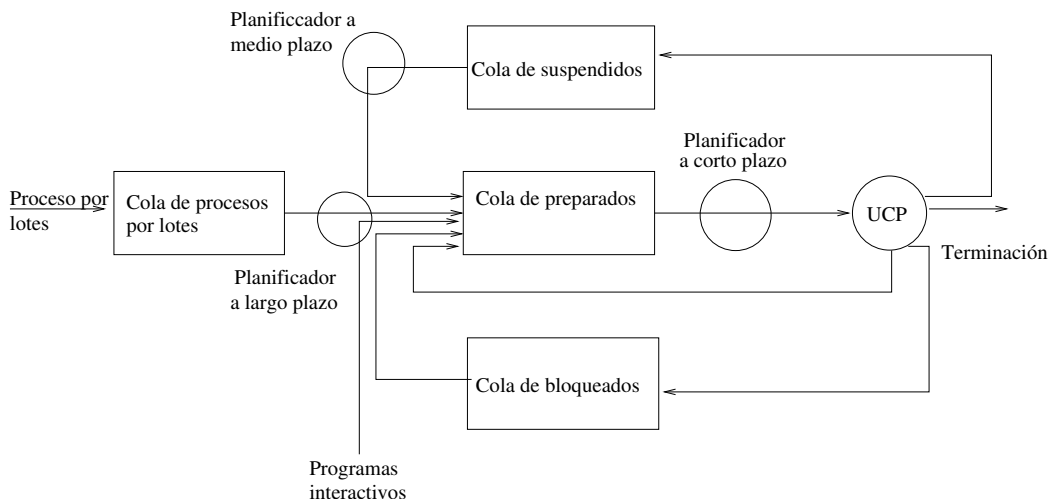 Planificcador a
medio plazo
Cola de suspendidos
Planificador
a corto plazo
Proceso por
lotes
Cola de procesos
por lotes
Cola de preparados
UCP
Terminación
Planificador
a largo plazo
Cola de bloqueados
Programas
interactivos